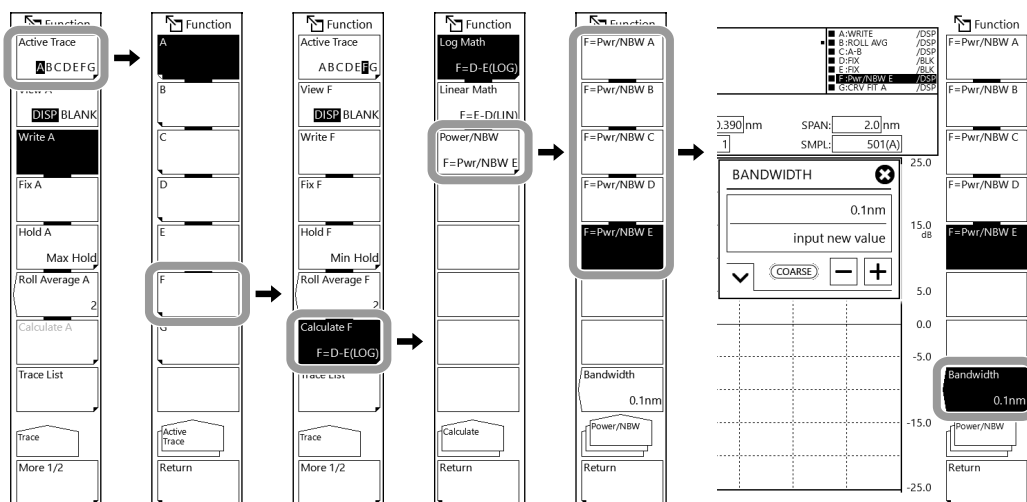 Function
Active Trace
ABCDEFG
View A
DISP BLANK
Write A
Fix A
Hold A
Max Hold
Roll Average A
2
Calculate A
Trace List
Trace
More 1/2
Function
A
B
C
D
E
F
G
Active
Trace
Return
Function
Active Trace
ABCDEFG
View F
DISP BLANK
Write F
Fix F
Hold F
Min Hold
Roll Average F
2
Calculate F
F=D-E(LOG)
Trace List
Trace
More 1/2
Function
Log Math
F=D-E(LOG)
Linear Math
F=E-D(LIN)
Power/NBW
F=Pwr/NBW E
Calculate
Return
Function
F=Pwr/NBW A
F=Pwr/NBW B
F=Pwr/NBW C
F=Pwr/NBW D
F=Pwr/NBW E
Bandwidth
0.1nm
Power/NBW
Return
A:WRITE /DSP
B:ROLL AVG /DSP
C:A-B /DSP
D:FIX /BLK
E:FIX /BLK
F:Pwr/NBW E /DSP
G:CRV FIT A /DSP
0.390 nm SPAN: 2.0 nm
1 SMPL: 501(A)
BANDWIDTH
0.1nm
input new value
COARSE
25.0
15.0
dB
5.0
0.0
-5.0
-15.0
-25.0
Function
F=Pwr/NBW A
F=Pwr/NBW B
F=Pwr/NBW C
F=Pwr/NBW D
F=Pwr/NBW E
Bandwidth
0.1nm
Power/NBW
Return